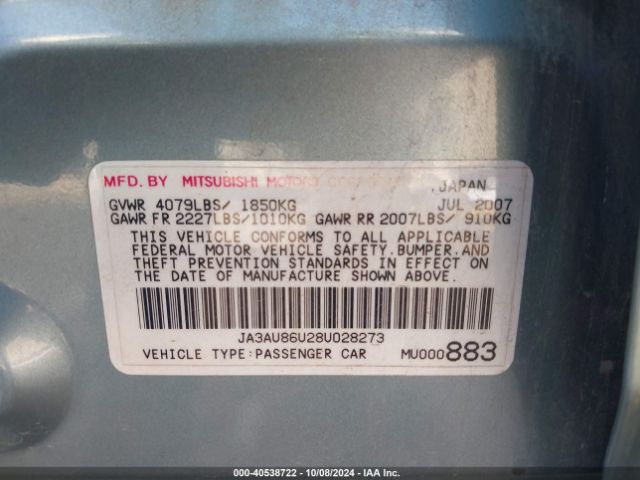 MFD. BY MITSUBISHI MOTORS CORPORATION, JAPAN
GVWR 4079LBS/ 1850KG JUL 2007
GAWR FR 2227LBS/1010KG GAWR RR 2007LBS/ 910KG
THIS VEHICLE CONFORMS TO ALL APPLICABLE
FEDERAL MOTOR VEHICLE SAFETY,BUMPER,AND
THEFT PREVENTION STANDARDS IN EFFECT ON
THE DATE OF MANUFACTURE SHOWN ABOVE.
JA3AU86U28U028273
VEHICLE TYPE:PASSENGER CAR MU000883
000-40538722 - 10/08/2024 - IAA Inc.